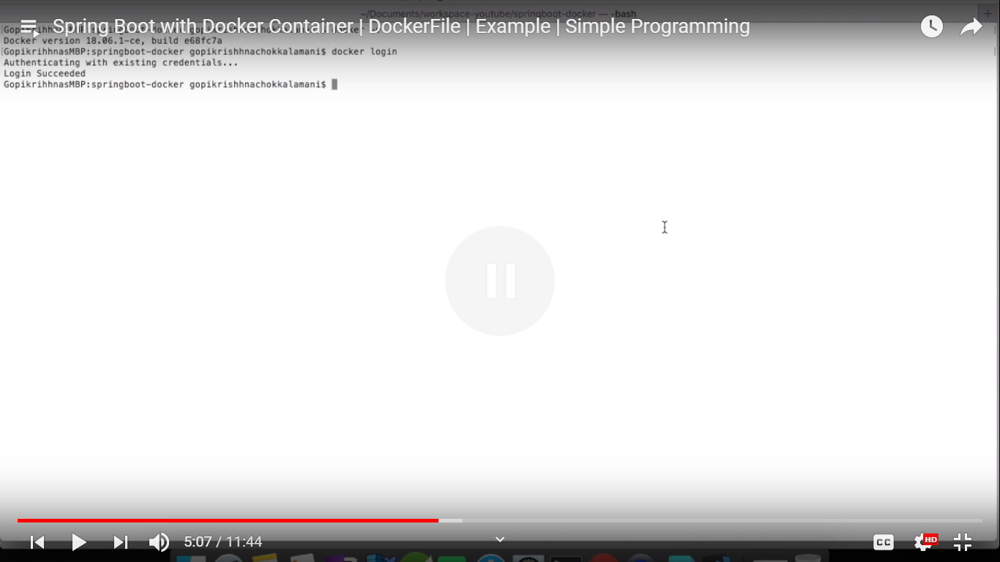 ~/Documents/workspace-youtube/springboot-docker — -bash
Spring Boot with Docker Container | DockerFile | Example | Simple Programming
Docker version 18.06.1-ce, build e68fc7a
[GopikrihhnasMBP:springboot-docker gopikrishhnachokkalamani$ docker login ]
Authenticating with existing credentials...
Login Succeeded
GopikrihhnasMBP:springboot-docker gopikrishhnachokkalamani$
5:07 / 11:44
CC
HD